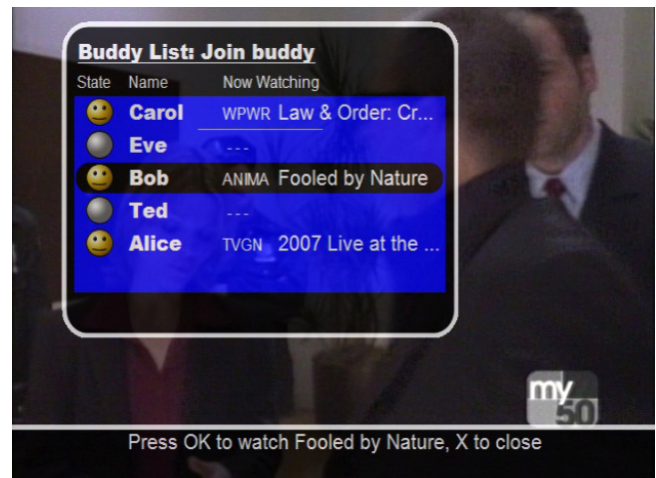 Buddy List: Join buddy
State Name Now Watching
Carol WPWR Law & Order: Cr...
Eve ---
Bob ANIMA Fooled by Nature
Ted ---
Alice TVGN 2007 Live at the ...
my
50
Press OK to watch Fooled by Nature, X to close